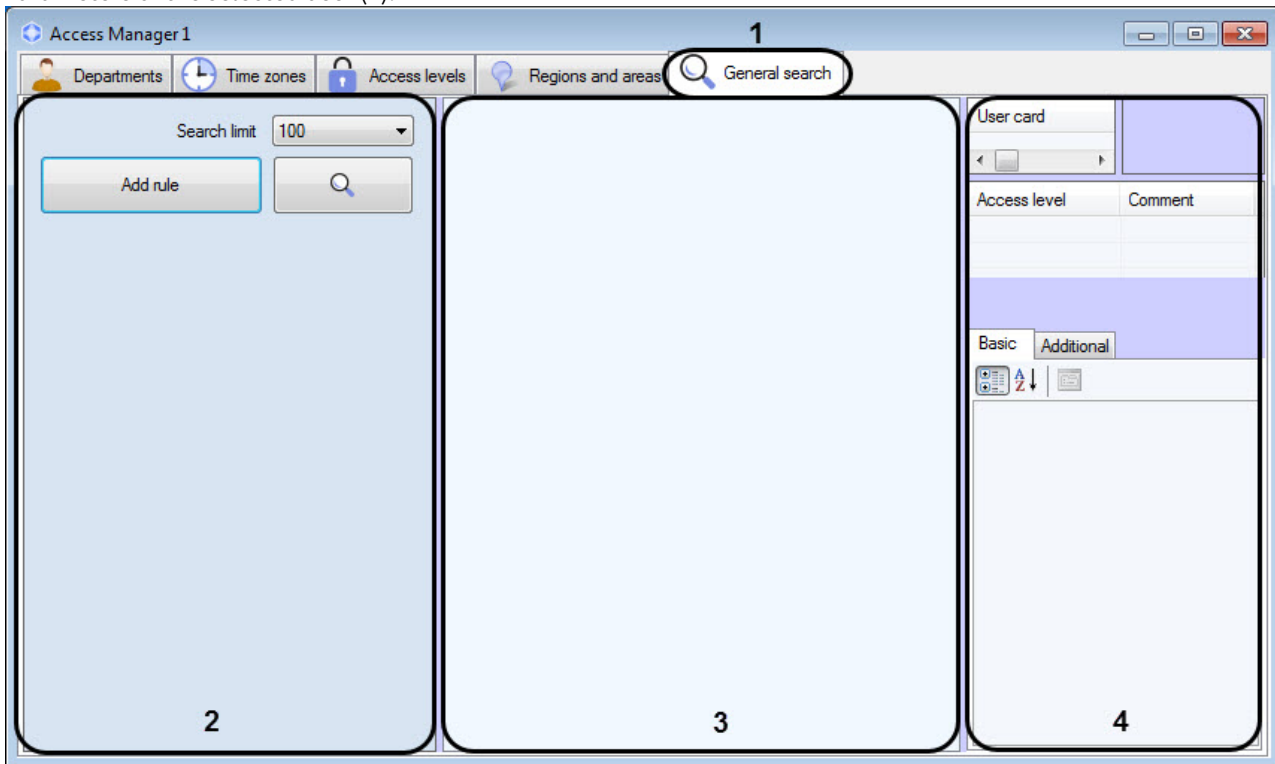 Access Manager 1
1
Departments Time zones Access levels Regions and areas General search
Search limit 100
Add rule
User card
Access level Comment
Basic Additional
2
3
4